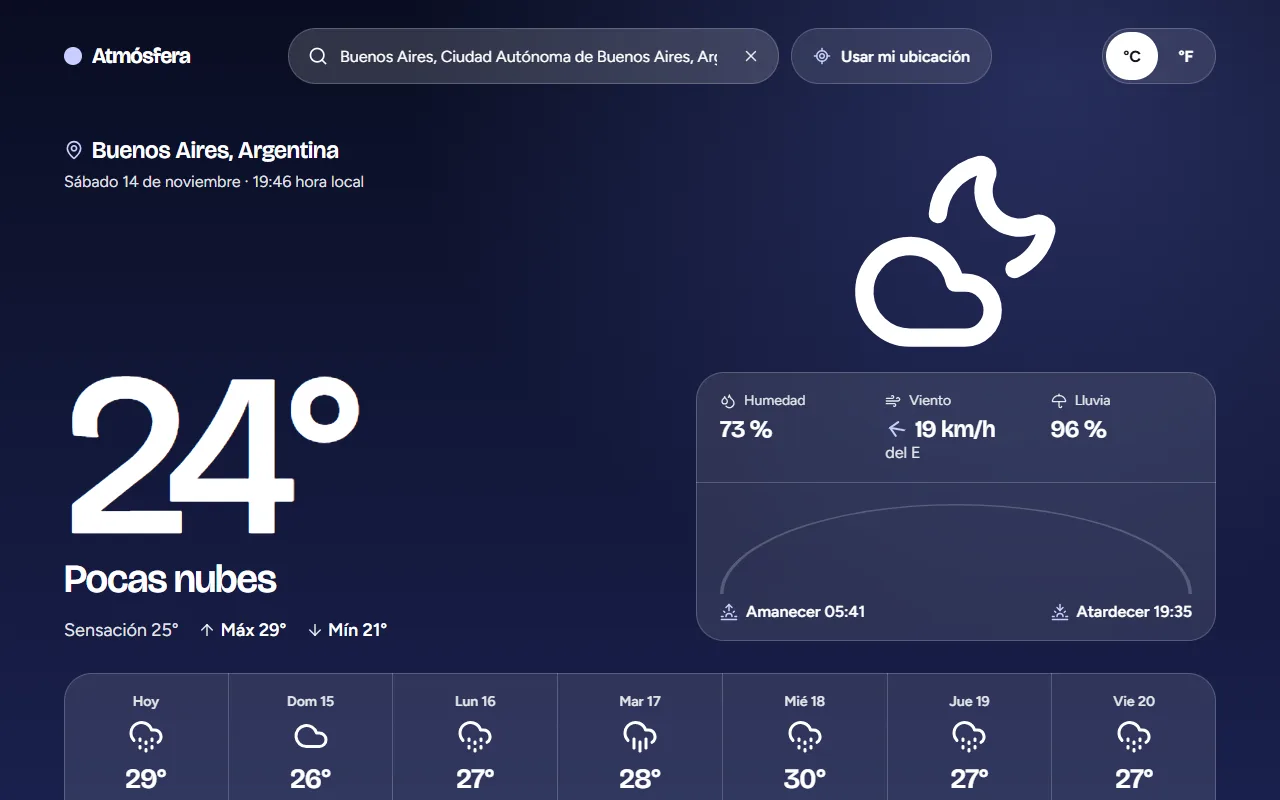 Atmósfera
Buenos Aires, Ciudad Autónoma de Buenos Aires, Arg
Usar mi ubicación
°C
°F
Buenos Aires, Argentina
Sábado 14 de noviembre · 19:46 hora local
24°
Pocas nubes
Sensación 25° Máx 29° Mín 21°
Humedad Viento Lluvia
73 % 19 km/h 96 %
del E
Amanecer 05:41 Atardecer 19:35
Hoy Dom 15 Lun 16 Mar 17 Mié 18 Jue 19 Vie 20
29° 26° 27° 28° 30° 27° 27°